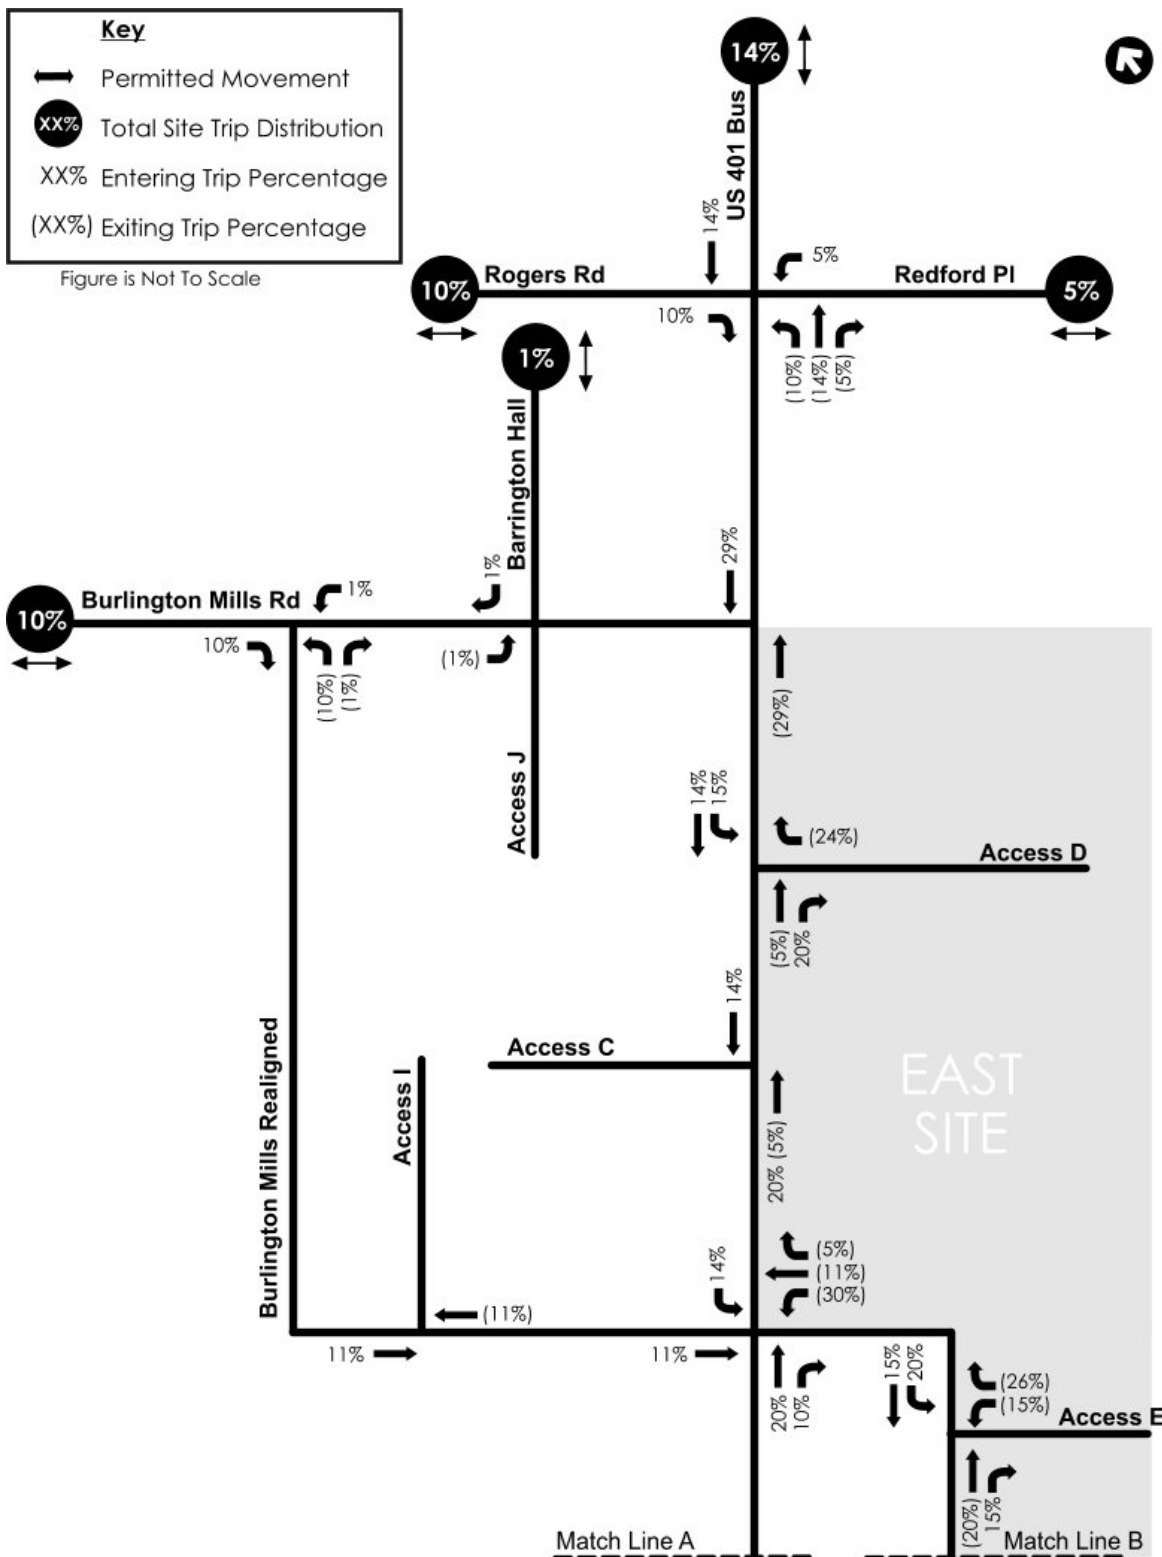 Key
Permitted Movement
XX% Total Site Trip Distribution
XX% Entering Trip Percentage
(XX%) Exiting Trip Percentage
Figure is Not To Scale
14%
US 401 Bus
14%
5%
10%
Rogers Rd
Redford Pl
5%
10%
(10%)
(14%)
(5%)
1%
Barrington Hall
29%
1%
1%
10%
Burlington Mills Rd
10%
(10%)
(1%)
(1%)
(29%)
Access J
14%
15%
(24%)
Access D
(5%)
20%
14%
Access C
Access I
Burlington Mills Realigned
EAST
SITE
20% (5%)
14%
(5%)
(11%)
(30%)
(11%)
11%
11%
20%
10%
15%
20%
(26%)
(15%)
Access E
(20%)
15%
Match Line A
Match Line B